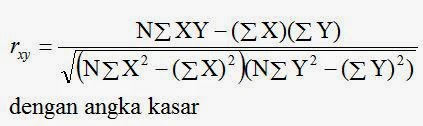 r_xy = N∑XY−(∑X)(∑Y) / √((N∑X²−(∑X)²)(N∑Y²−(∑Y)²))
dengan angka kasar